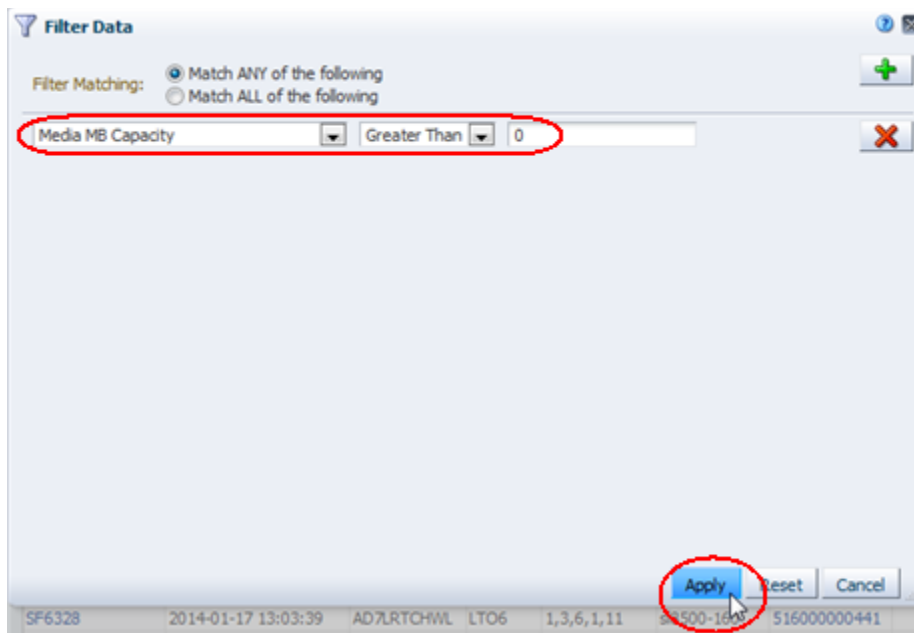 Filter Data
Filter Matching:
Match ANY of the following
Match ALL of the following
Media MB Capacity Greater Than 0
Apply Reset Cancel
SF6328 2014-01-17 13:03:39 AD7LRTCHWL LTO6 1,3,6,1,11 516000000441